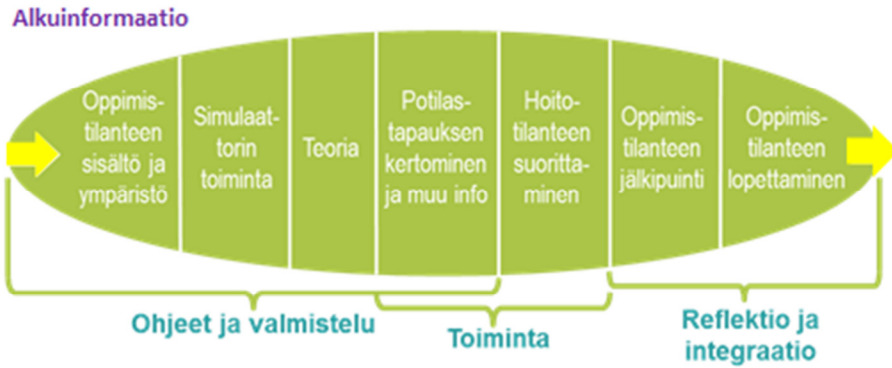 Alkuinformaatio
Oppimis-
tilanteen
sisältö ja
ympäristö
Simulaat-
torin
toiminta
Teoria
Potilas-
tapauksen
kertominen
ja muu info
Hoito-
tilanteen
suoritta-
minen
Oppimis-
tilanteen
jälkipuinti
Oppimis-
tilanteen
lopettaminen
Ohjeet ja valmistelu
Toiminta
Reflektio ja
integraatio